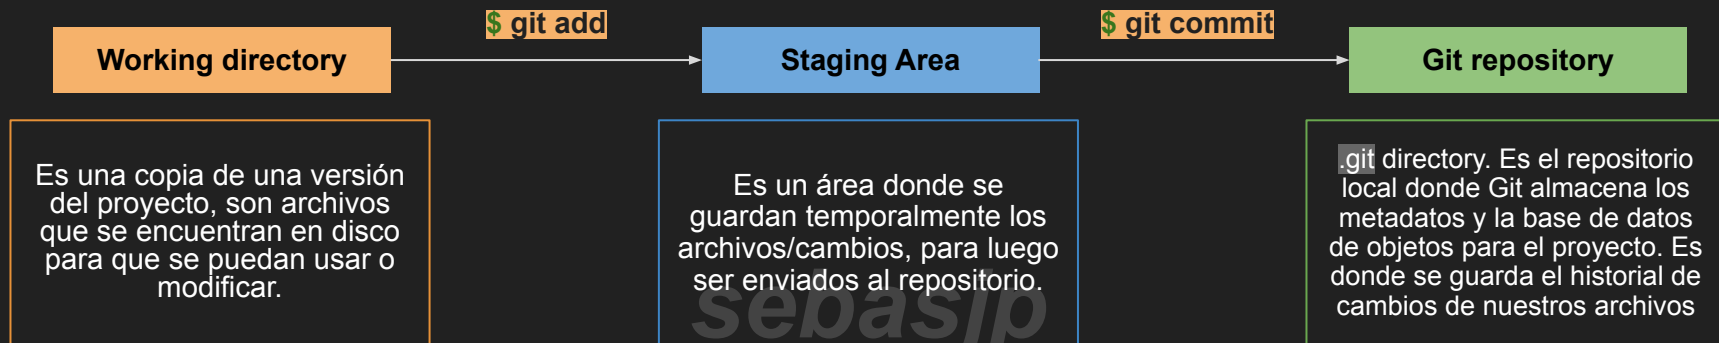 $ git add
$ git commit
Working directory
Staging Area
Git repository
Es una copia de una versión
del proyecto, son archivos
que se encuentran en disco
para que se puedan usar o
modificar.
Es un área donde se
guardan temporalmente los
archivos/cambios, para luego
ser enviados al repositorio.
sebasjp
.git directory. Es el repositorio
local donde Git almacena los
metadatos y la base de datos
de objetos para el proyecto. Es
donde se guarda el historial de
cambios de nuestros archivos